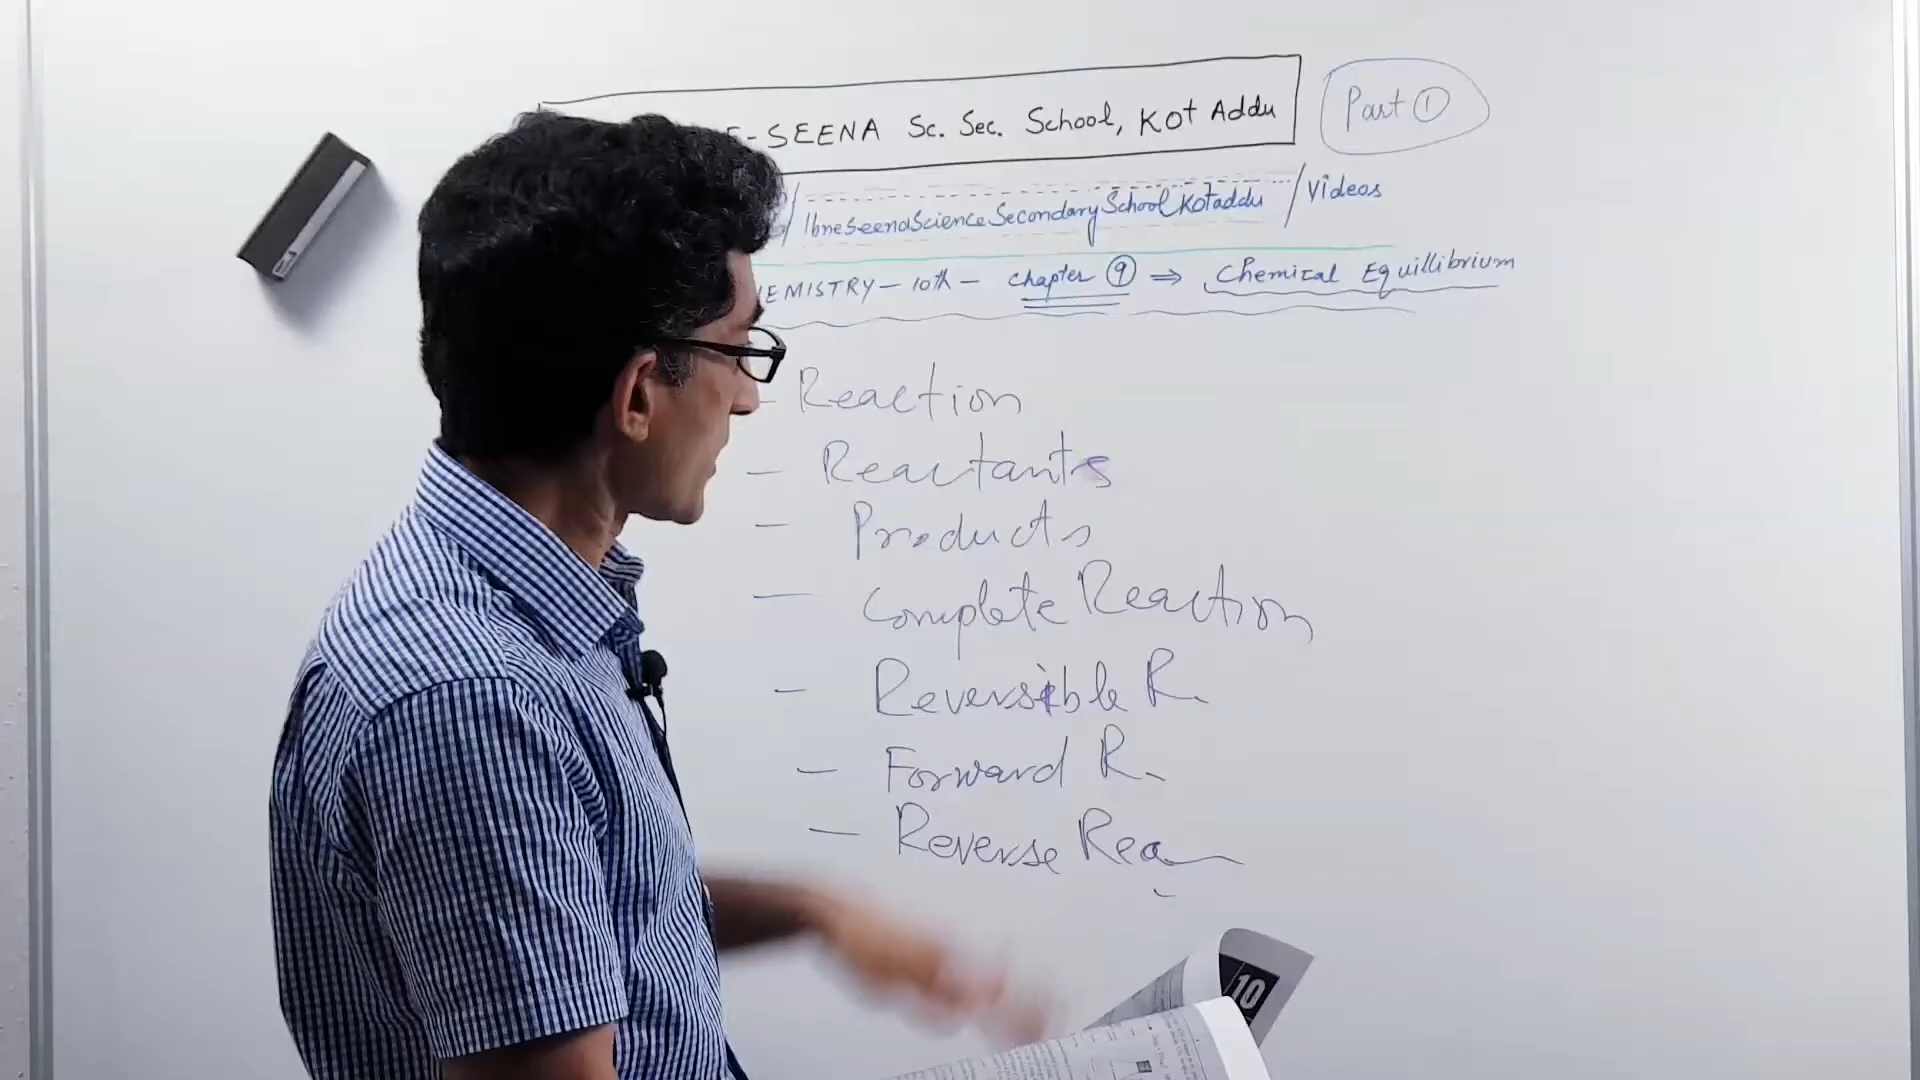 E-SEENA Sc. Sec. School, Kot Addu
Part ①
/ IbneSeenaScienceSecondarySchoolKotaddu / Videos
EMISTRY – 10th – Chapter ⑨ ⇒ Chemical Equillibrium
– Reaction
– Reactants
– Products
– Complete Reaction
– Reversible R.
– Forward R.
– Reverse Rea
10